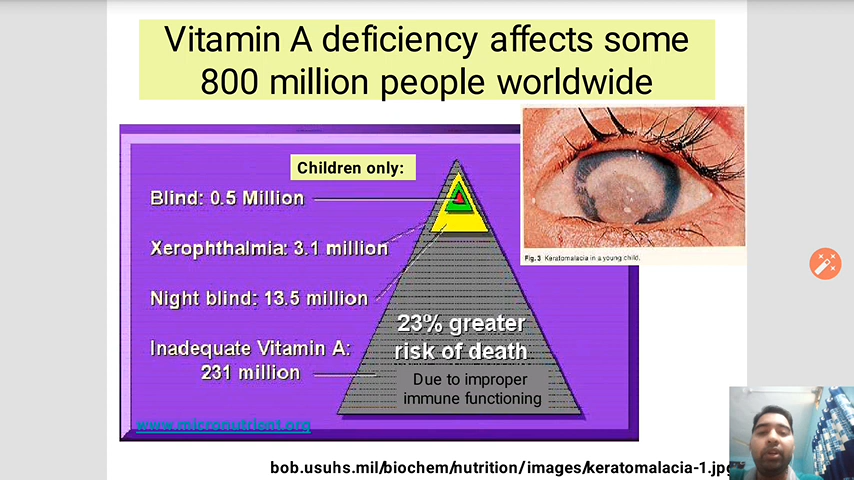 Vitamin A deficiency affects some
800 million people worldwide
Children only:
Blind: 0.5 Million
Xerophthalmia: 3.1 million
Night blind: 13.5 million
Inadequate Vitamin A:
231 million
23% greater
risk of death
Due to improper
immune functioning
www.micronutrient.org
Fig. 3 Keratomalacia in a young child.
bob.usuhs.mil/biochem/nutrition/images/keratomalacia-1.jpg